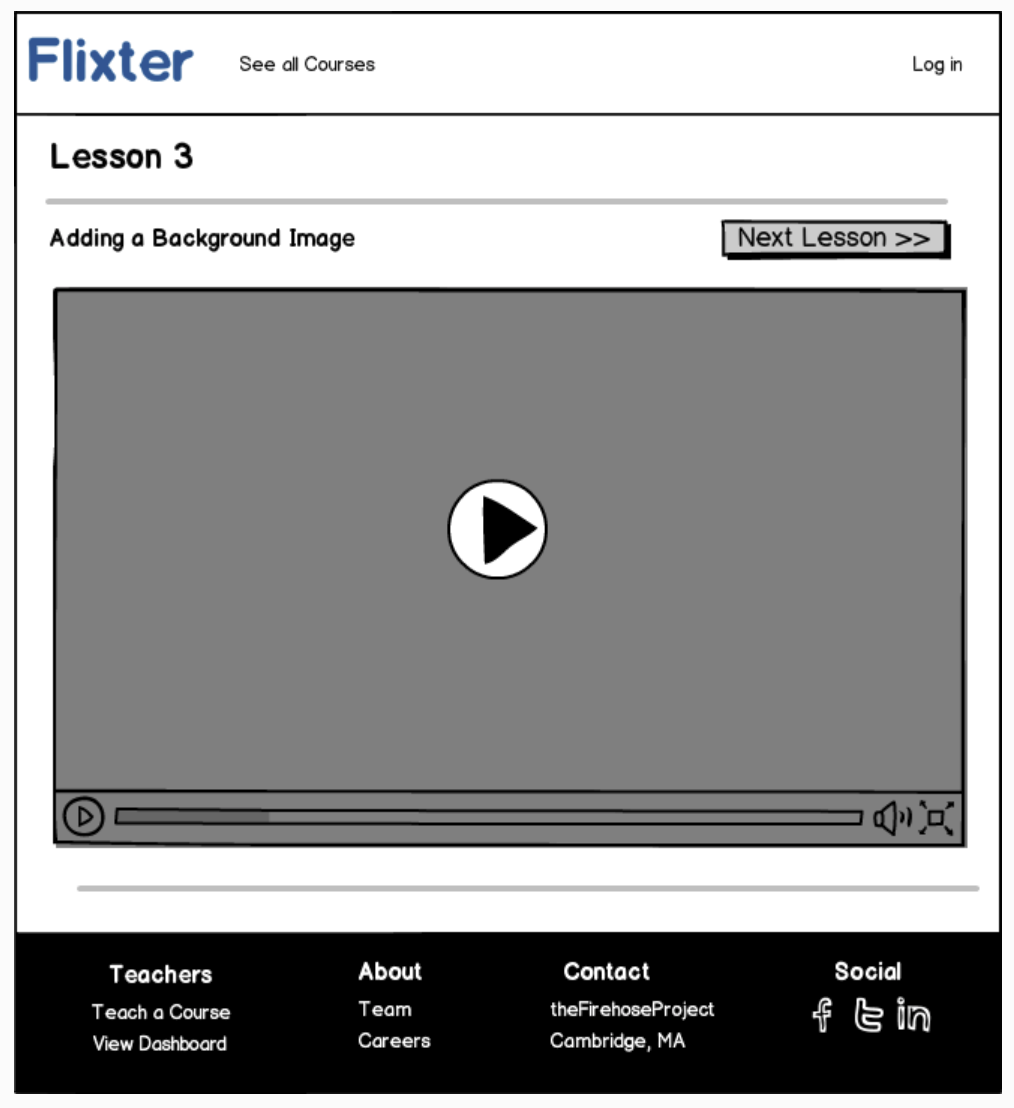 Flixter See all Courses Log in
Lesson 3
Adding a Background Image Next Lesson >>
Teachers About Contact Social
Teach a Course Team theFirehoseProject
View Dashboard Careers Cambridge, MA